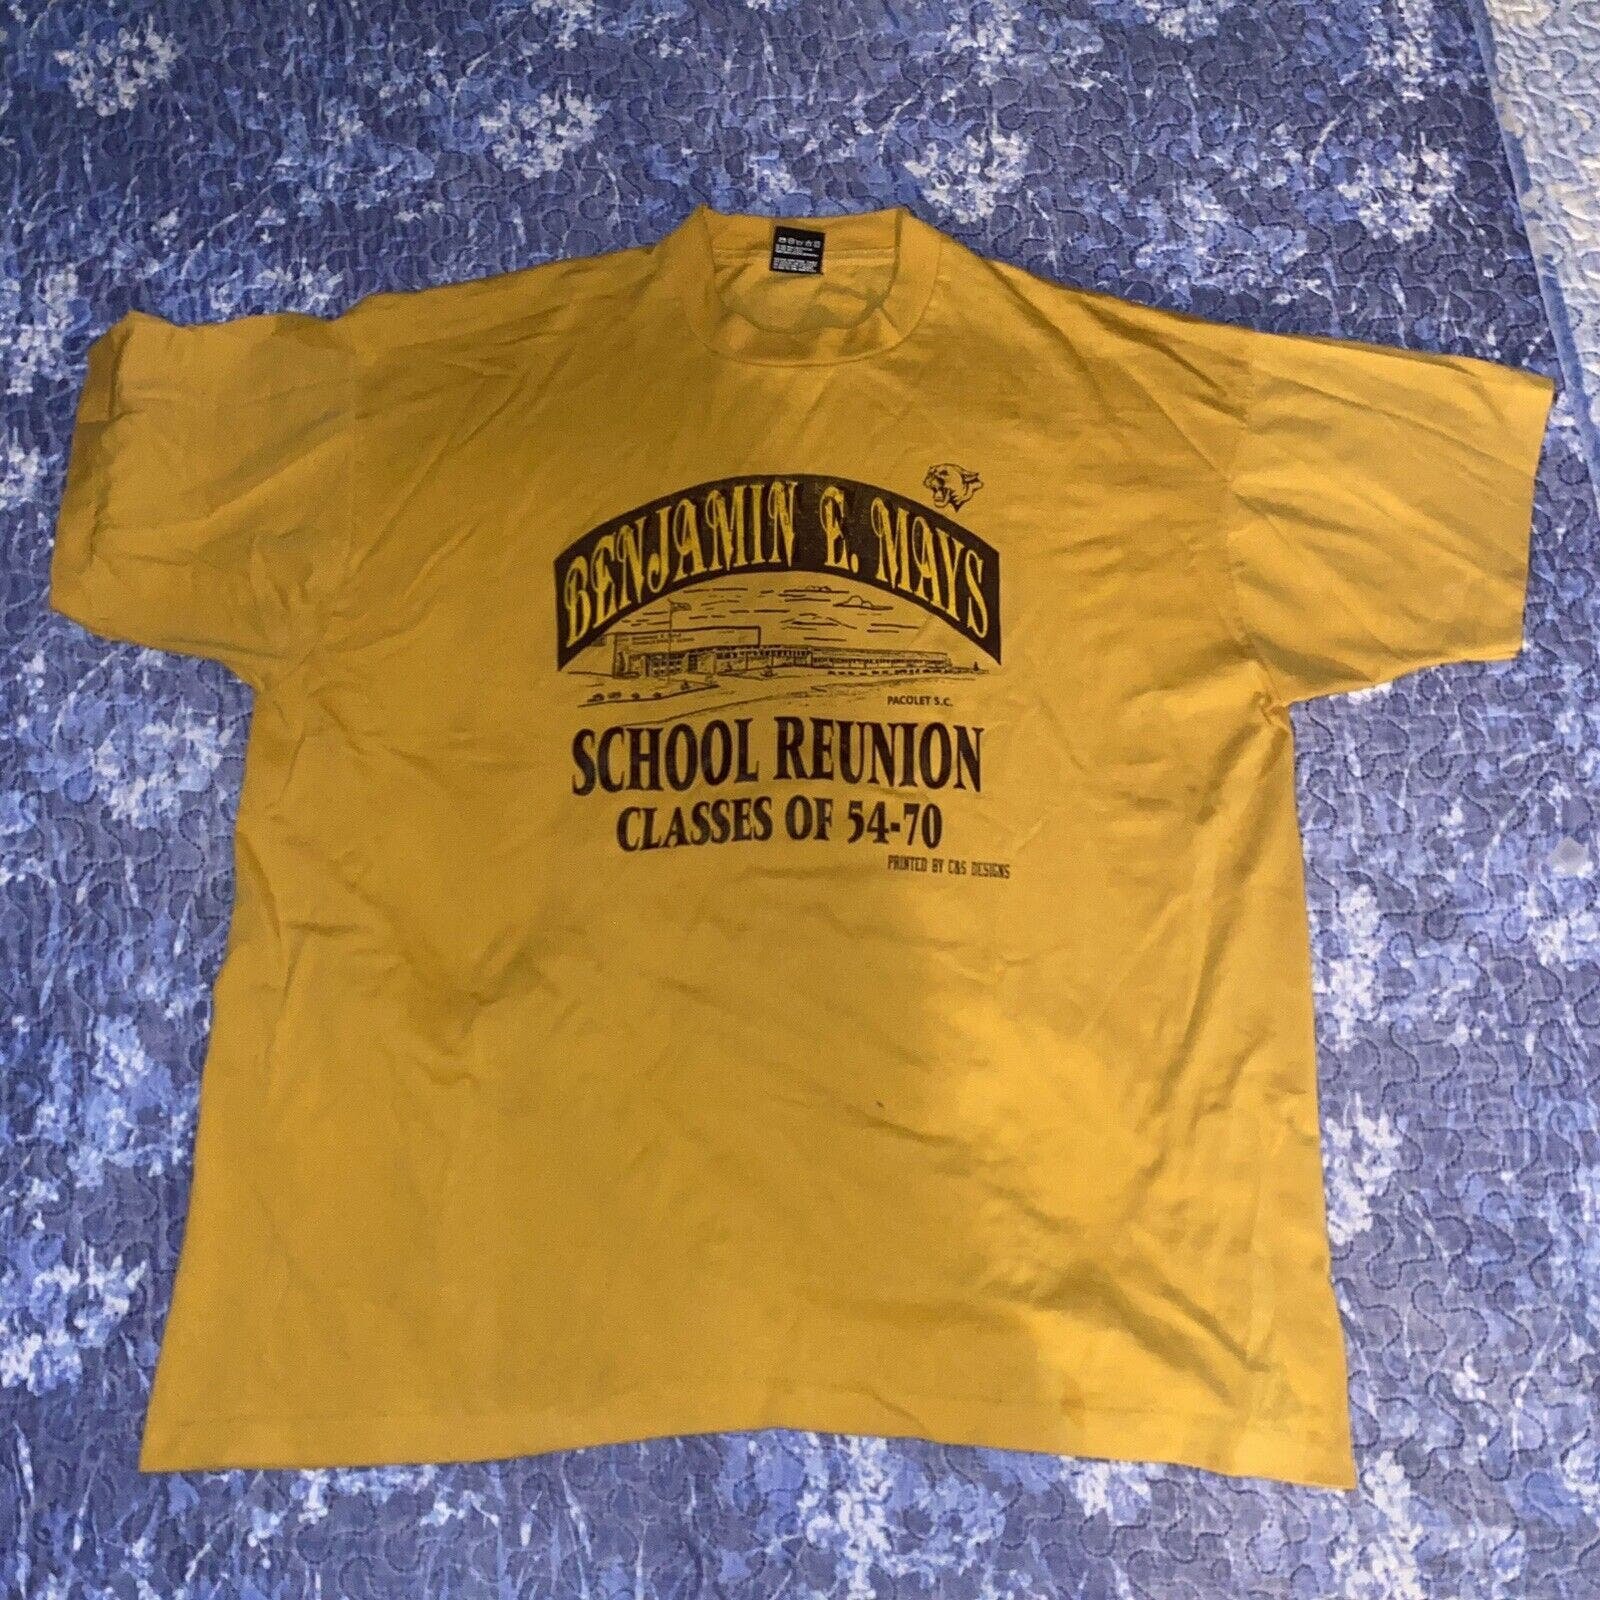 BENJAMIN E. MAYS
PACOLET S.C.
SCHOOL REUNION
CLASSES OF 54-70
PRINTED BY C&S DESIGNS